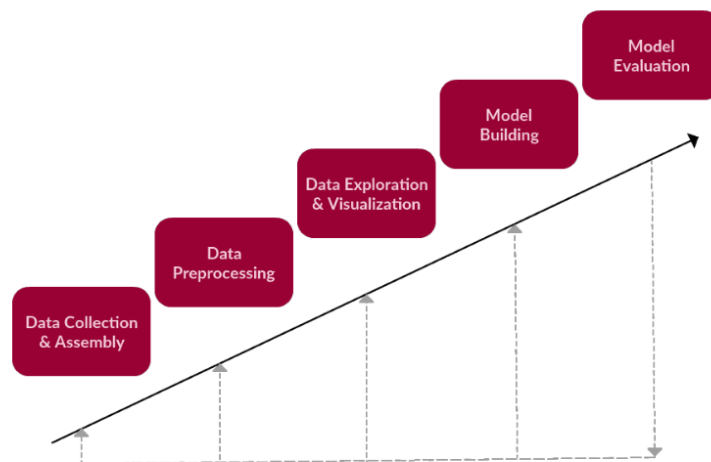 Data Collection
& Assembly
Data
Preprocessing
Data Exploration
& Visualization
Model
Building
Model
Evaluation